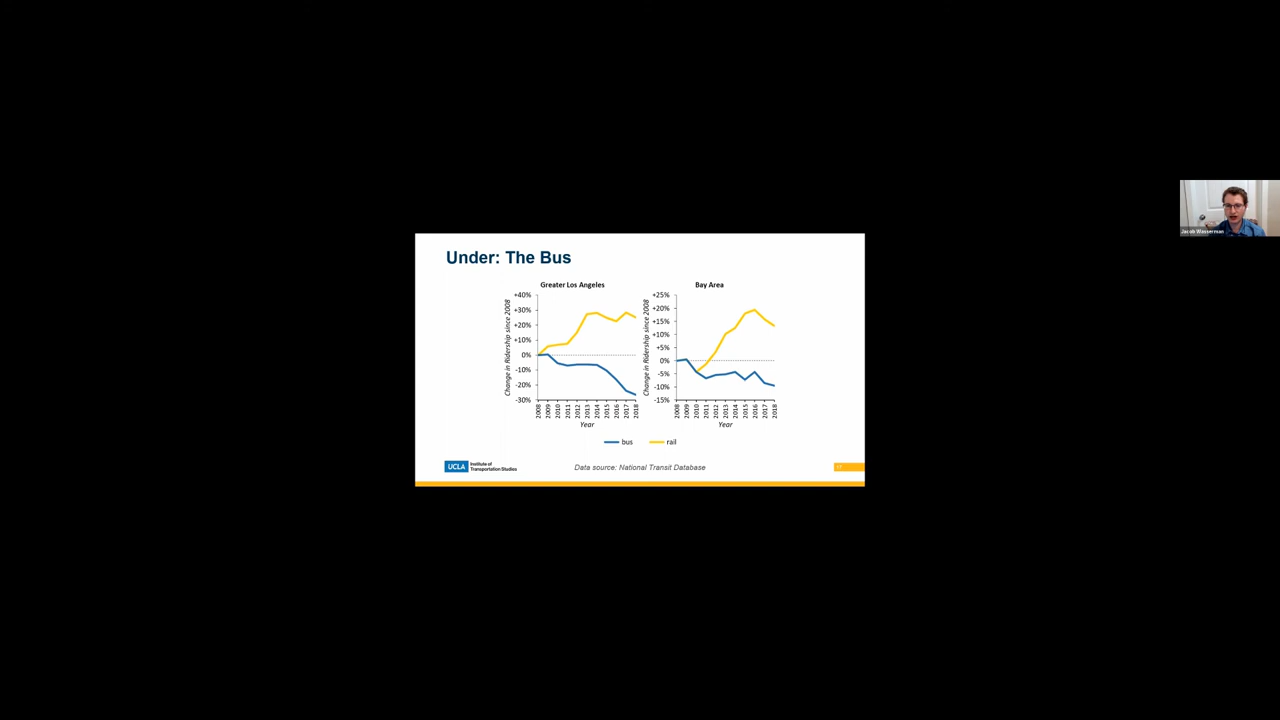 Under: The Bus
Greater Los Angeles
Change in Ridership since 2008
+40%
+30%
+20%
+10%
0%
-10%
-20%
-30%
2008 2009 2010 2011 2012 2013 2014 2015 2016 2017 2018
Year
Bay Area
Change in Ridership since 2008
+25%
+20%
+15%
+10%
+5%
0%
-5%
-10%
-15%
2008 2009 2010 2011 2012 2013 2014 2015 2016 2017 2018
Year
bus rail
UCLA Institute of
Transportation Studies
Data source: National Transit Database
Jacob Wasserman